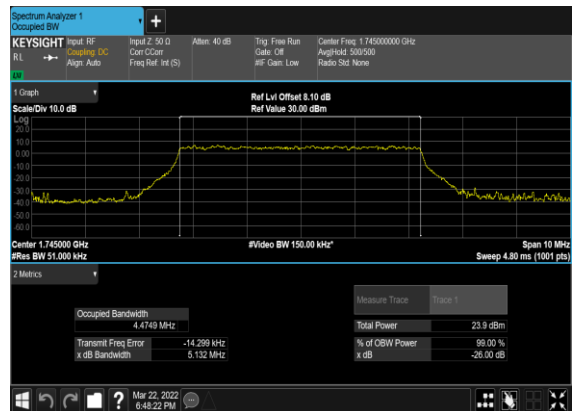 Spectrum Analyzer 1
Occupied BW
+
KEYSIGHT Input: RF Input Z: 50 Ω Atten: 40 dB Trig: Free Run Center Freq: 1.745000000 GHz
RL Coupling: DC Corr CCorr Gate: Off Avg|Hold: 500/500
Align: Auto Freq Ref: Int (S) #IF Gain: Low Radio Std: None
LW
1 Graph Ref Lvl Offset 8.10 dB
Scale/Div 10.0 dB Ref Value 30.00 dBm
Log
20.0
10.0
0.00
-10.0
-20.0
-30.0
-40.0
-50.0
-60.0
Center 1.745000 GHz #Video BW 150.00 kHz* Span 10 MHz
#Res BW 51.000 kHz Sweep 4.80 ms (1001 pts)
2 Metrics
Measure Trace Trace 1
Occupied Bandwidth
4.4749 MHz Total Power 23.9 dBm
Transmit Freq Error -14.299 kHz % of OBW Power 99.00 %
x dB Bandwidth 5.132 MHz x dB -26.00 dB
? Mar 22, 2022
6:48:22 PM